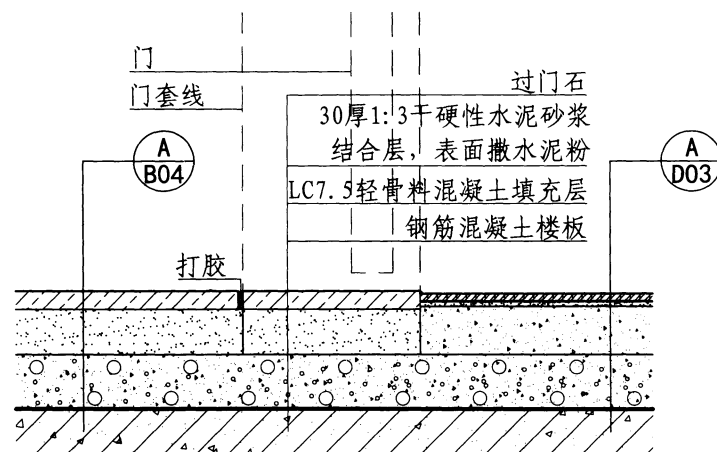 门
门套线
A
B04
打胶
过门石
30厚1:3干硬性水泥砂浆
结合层，表面撒水泥粉
LC7.5轻骨料混凝土填充层
钢筋混凝土楼板
A
D03